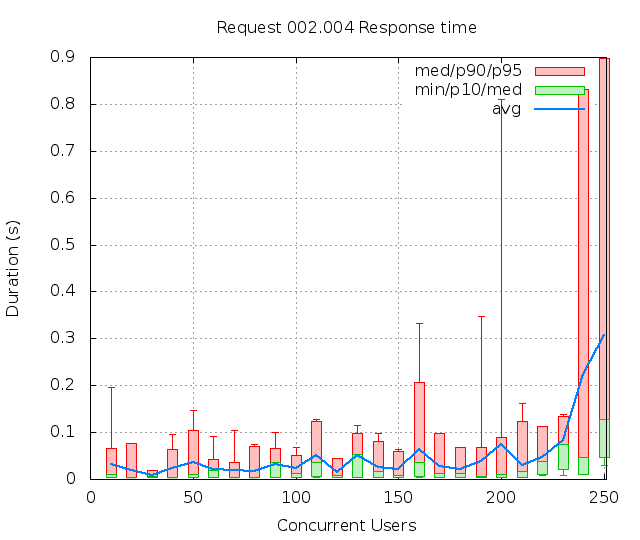 Request 002.004 Response time
0.9
0.8
0.7
0.6
0.5
0.4
0.3
0.2
0.1
0
Duration (s)
med/p90/p95
min/p10/med
avg
0 50 100 150 200 250
Concurrent Users